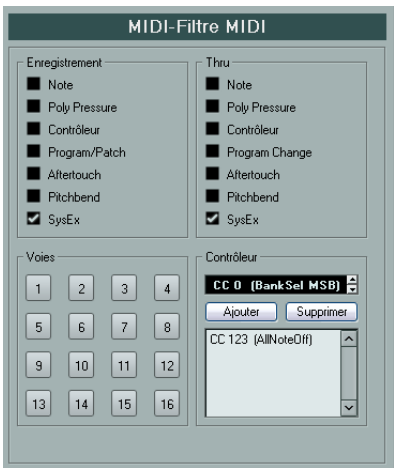 MIDI-Filtre MIDI
Enregistrement
Note
Poly Pressure
Contrôleur
Program/Patch
Aftertouch
Pitchbend
SysEx
Thru
Note
Poly Pressure
Contrôleur
Program Change
Aftertouch
Pitchbend
SysEx
Voies
1 2 3 4
5 6 7 8
9 10 11 12
13 14 15 16
Contrôleur
CC 0 (BankSel MSB)
Ajouter Supprimer
CC 123 (AllNoteOff)